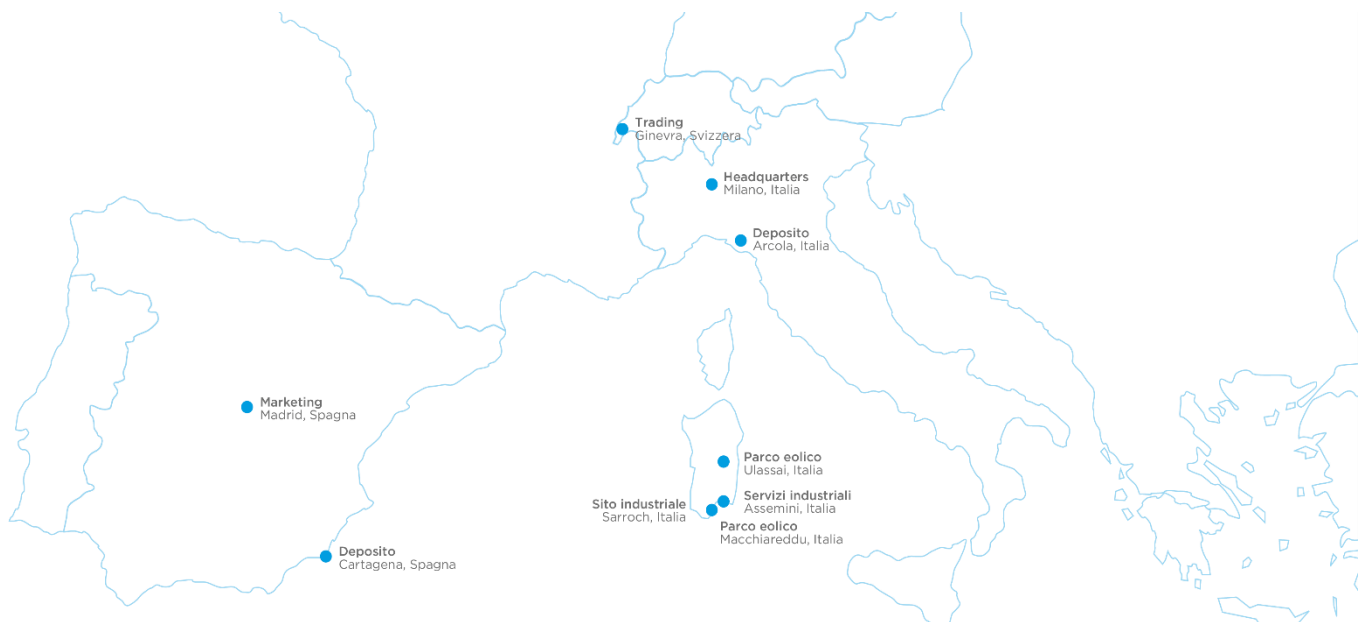 Trading
Ginevra, Svizzera
Headquarters
Milano, Italia
Deposito
Arcola, Italia
Marketing
Madrid, Spagna
Parco eolico
Ulassai, Italia
Servizi industriali
Assemini, Italia
Sito industriale
Sarroch, Italia
Parco eolico
Macchiareddu, Italia
Deposito
Cartagena, Spagna